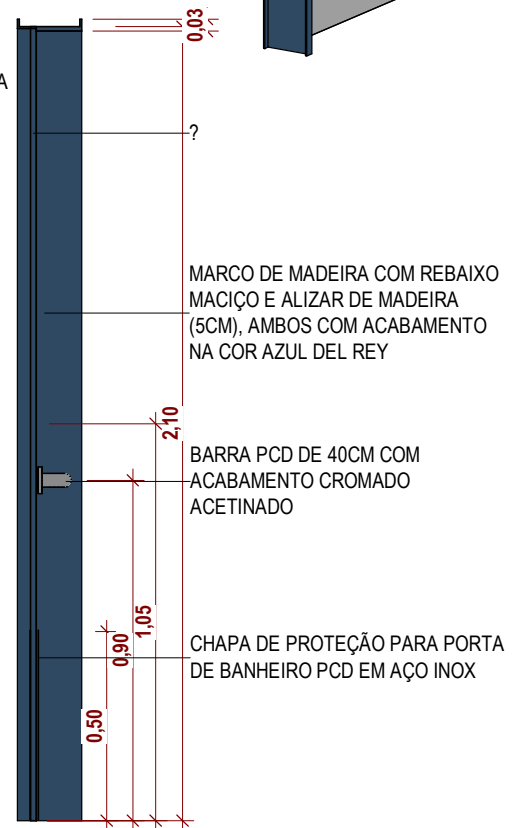 0,03
A
?
MARCO DE MADEIRA COM REBAIXO
MACIÇO E ALIZAR DE MADEIRA
(5CM), AMBOS COM ACABAMENTO
NA COR AZUL DEL REY
2,10
BARRA PCD DE 40CM COM
ACABAMENTO CROMADO
ACETINADO
1,05
0,90
CHAPA DE PROTEÇÃO PARA PORTA
DE BANHEIRO PCD EM AÇO INOX
0,50